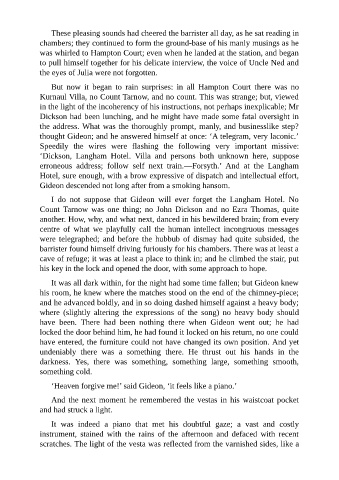 These pleasing sounds had cheered the barrister all day, as he sat reading in
chambers; they continued to form the ground-base of his manly musings as he
was whirled to Hampton Court; even when he landed at the station, and began
to pull himself together for his delicate interview, the voice of Uncle Ned and
the eyes of Julia were not forgotten.
But now it began to rain surprises: in all Hampton Court there was no
Kurnaul Villa, no Count Tarnow, and no count. This was strange; but, viewed
in the light of the incoherency of his instructions, not perhaps inexplicable; Mr
Dickson had been lunching, and he might have made some fatal oversight in
the address. What was the thoroughly prompt, manly, and businesslike step?
thought Gideon; and he answered himself at once: ‘A telegram, very laconic.’
Speedily the wires were flashing the following very important missive:
‘Dickson, Langham Hotel. Villa and persons both unknown here, suppose
erroneous address; follow self next train.—Forsyth.’ And at the Langham
Hotel, sure enough, with a brow expressive of dispatch and intellectual effort,
Gideon descended not long after from a smoking hansom.
I do not suppose that Gideon will ever forget the Langham Hotel. No
Count Tarnow was one thing; no John Dickson and no Ezra Thomas, quite
another. How, why, and what next, danced in his bewildered brain; from every
centre of what we playfully call the human intellect incongruous messages
were telegraphed; and before the hubbub of dismay had quite subsided, the
barrister found himself driving furiously for his chambers. There was at least a
cave of refuge; it was at least a place to think in; and he climbed the stair, put
his key in the lock and opened the door, with some approach to hope.
It was all dark within, for the night had some time fallen; but Gideon knew
his room, he knew where the matches stood on the end of the chimney-piece;
and he advanced boldly, and in so doing dashed himself against a heavy body;
where (slightly altering the expressions of the song) no heavy body should
have been. There had been nothing there when Gideon went out; he had
locked the door behind him, he had found it locked on his return, no one could
have entered, the furniture could not have changed its own position. And yet
undeniably there was a something there. He thrust out his hands in the
darkness. Yes, there was something, something large, something smooth,
something cold.
‘Heaven forgive me!’ said Gideon, ‘it feels like a piano.’
And the next moment he remembered the vestas in his waistcoat pocket
and had struck a light.
It was indeed a piano that met his doubtful gaze; a vast and costly
instrument, stained with the rains of the afternoon and defaced with recent
scratches. The light of the vesta was reflected from the varnished sides, like a